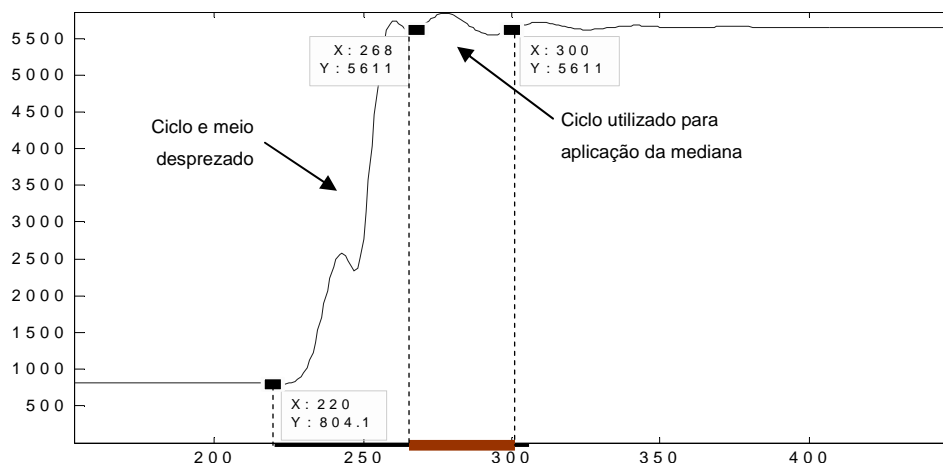 5500
5000
4500
4000
3500
3000
2500
2000
1500
1000
500
X: 268
Y: 5611
X: 300
Y: 5611
Ciclo e meio
desprezado
Ciclo utilizado para
aplicação da mediana
X: 220
Y: 804.1
200
250
300
350
400